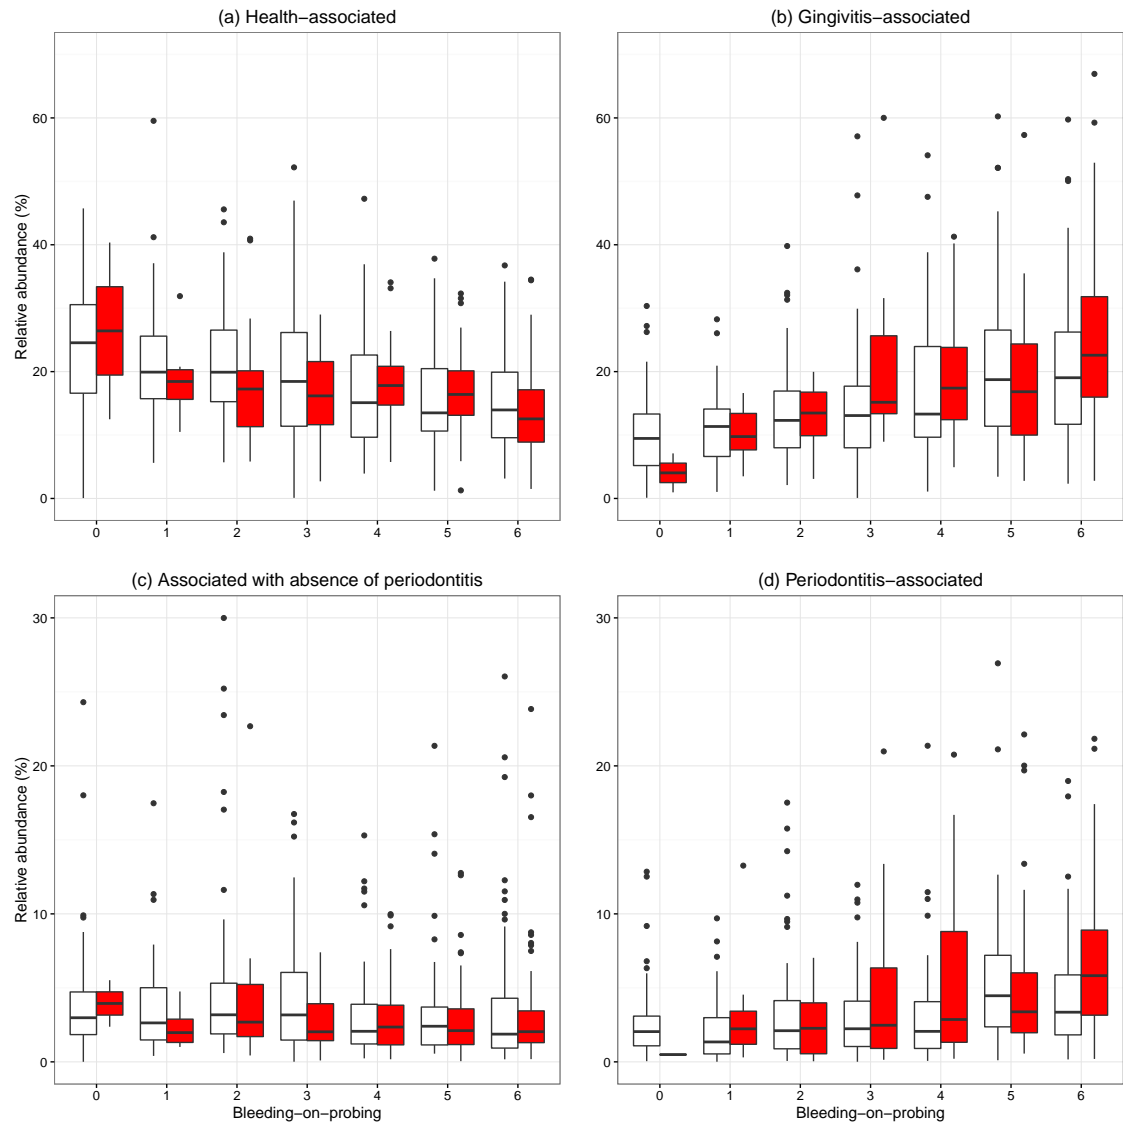 (a) Health−associated
(b) Gingivitis−associated
Relative abundance (%)
60
40
20
0
0 1 2 3 4 5 6
60
40
20
0
0 1 2 3 4 5 6
(c) Associated with absence of periodontitis
(d) Periodontitis−associated
Relative abundance (%)
30
20
10
0
0 1 2 3 4 5 6
Bleeding−on−probing
30
20
10
0
0 1 2 3 4 5 6
Bleeding−on−probing